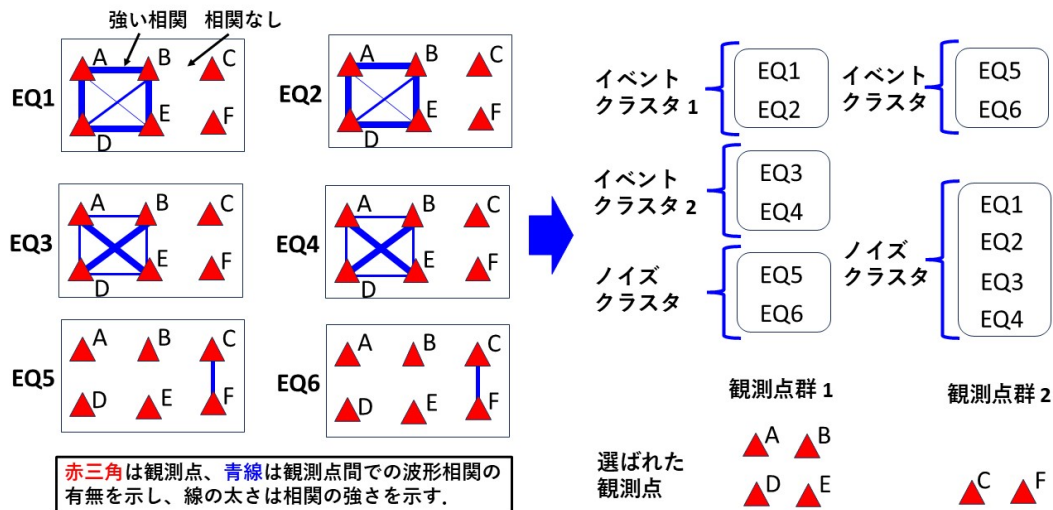 強い相関 相関なし
EQ1
A B C
D E F
EQ2
A B C
D E F
EQ3
A B C
D E F
EQ4
A B C
D E F
EQ5
A B C
D E F
EQ6
A B C
D E F
赤三角は観測点、青線は観測点間での波形相関の
有無を示し、線の太さは相関の強さを示す.
イベント
クラスタ 1
EQ1
EQ2
イベント
クラスタ 2
EQ3
EQ4
ノイズ
クラスタ
EQ5
EQ6
観測点群 1
イベント
クラスタ
EQ5
EQ6
ノイズ
クラスタ
EQ1
EQ2
EQ3
EQ4
観測点群 2
選ばれた
観測点
A B
D E
C F